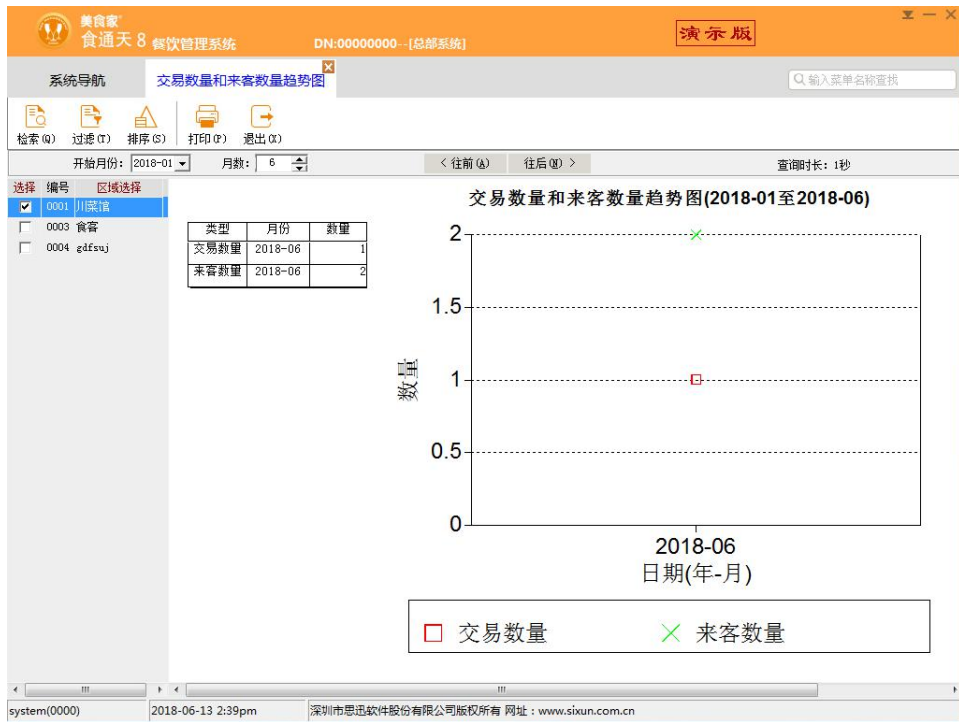 美食家
食通天 8 餐饮管理系统 DN:00000000--[总部系统] 演示版
系统导航 交易数量和来客数量趋势图 输入菜单名称查找
检索(Q) 过滤(T) 排序(S) 打印(P) 退出(X)
开始月份: 2018-01 月数: 6 <往前(A) 往后(N)> 查询时长: 1秒
选择 编号 区域选择
0001 川菜馆
0003 食客
0004 gdfsuj
类型 月份 数量
交易数量 2018-06 1
来客数量 2018-06 2
交易数量和来客数量趋势图(2018-01至2018-06)
2
1.5
1
0.5
0
数量
2018-06
日期(年-月)
交易数量 来客数量
system(0000) 2018-06-13 2:39pm 深圳市思迅软件股份有限公司版权所有 网址：www.sixun.com.cn